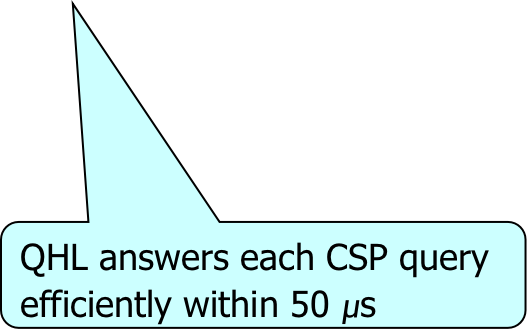 QHL answers each CSP query
efficiently within 50 µs